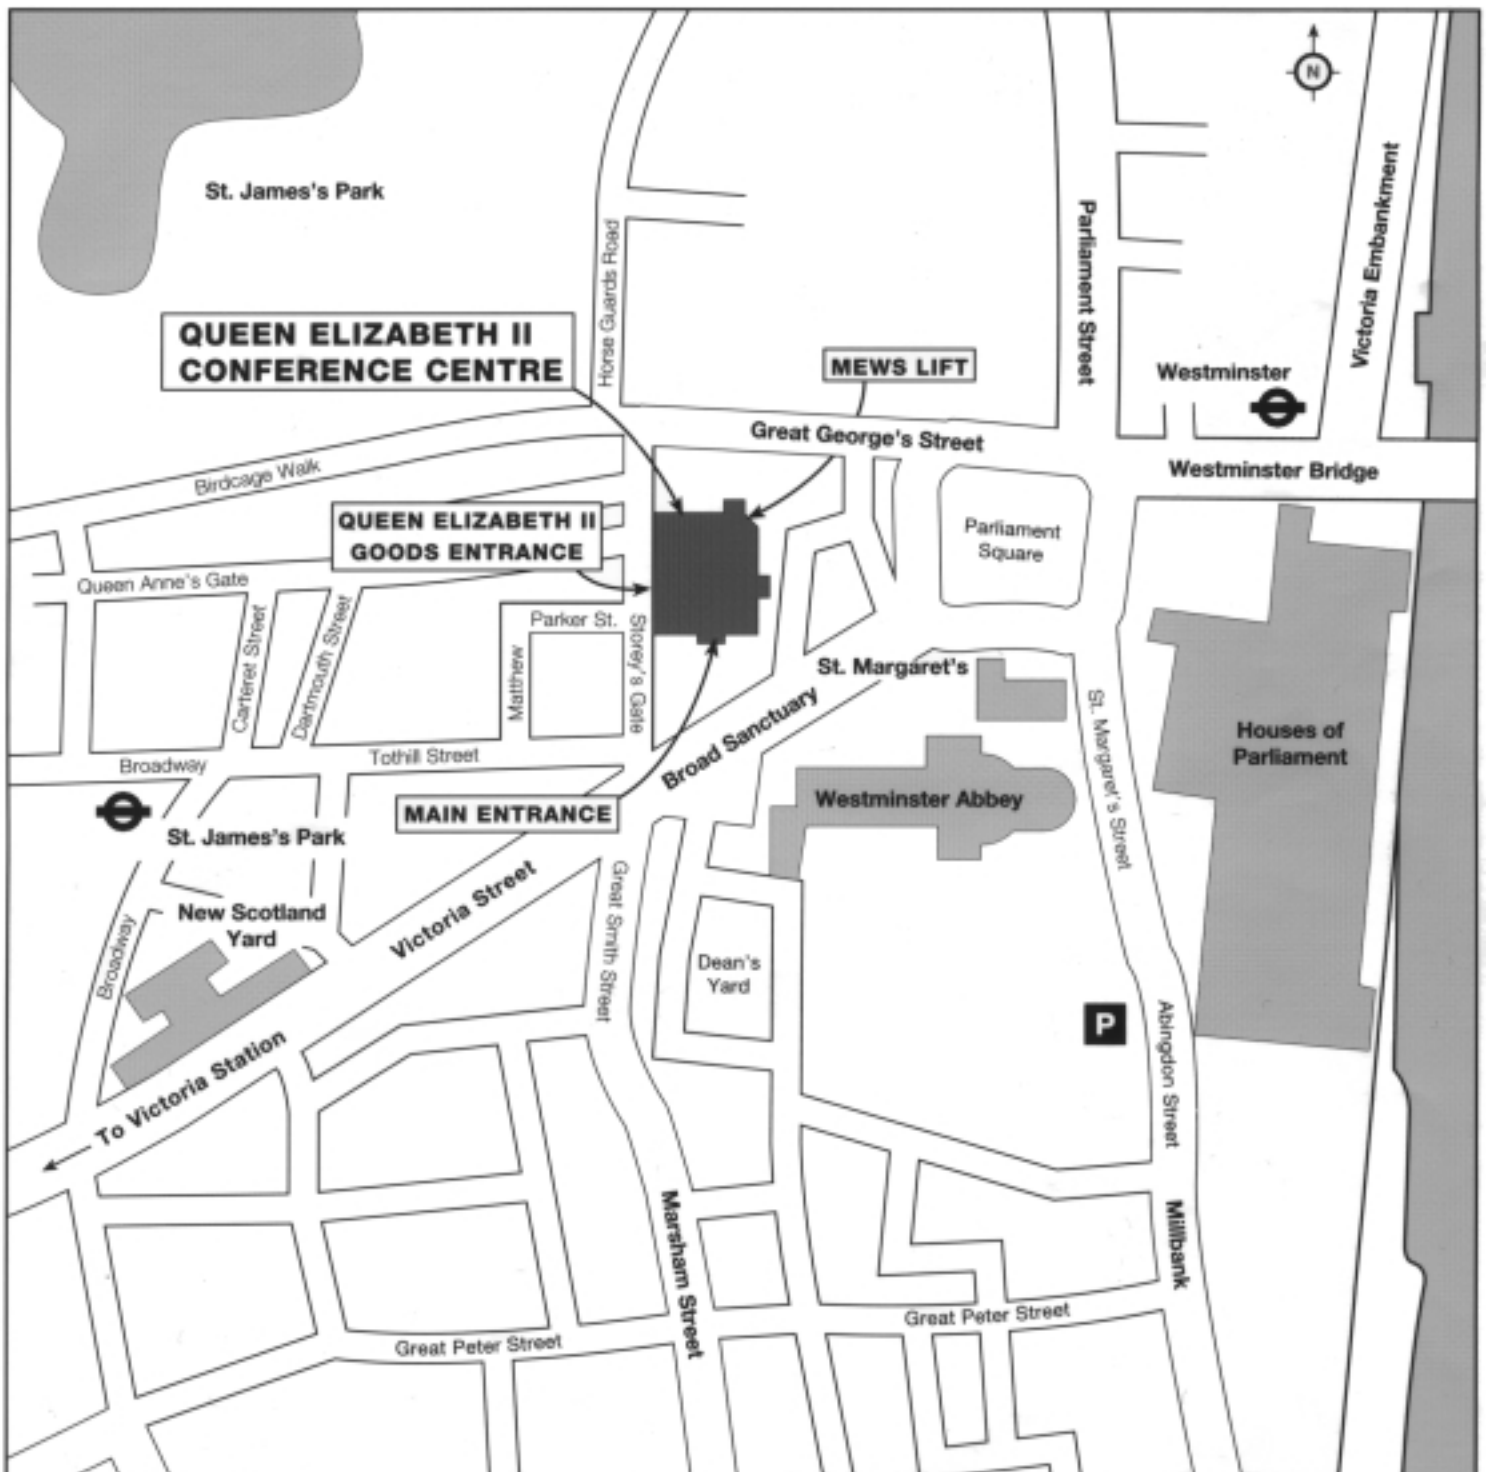 N
St. James's Park
Horse Guards Road
Parliament Street
Victoria Embankment
QUEEN ELIZABETH II
CONFERENCE CENTRE
MEWS LIFT
Westminster
Great George's Street
Birdcage Walk
Westminster Bridge
QUEEN ELIZABETH II
GOODS ENTRANCE
Parliament
Square
Queen Anne's Gate
Carteret Street
Dartmouth Street
Parker St.
Matthew
Storey's Gate
St. Margaret's
Broad Sanctuary
St. Margaret's Street
Houses of
Parliament
Broadway
Tothill Street
Westminster Abbey
MAIN ENTRANCE
St. James's Park
Victoria Street
Great Smith Street
New Scotland
Yard
Broadway
Dean's
Yard
P
Abingdon Street
To Victoria Station
Marsham Street
Millbank
Great Peter Street
Great Peter Street